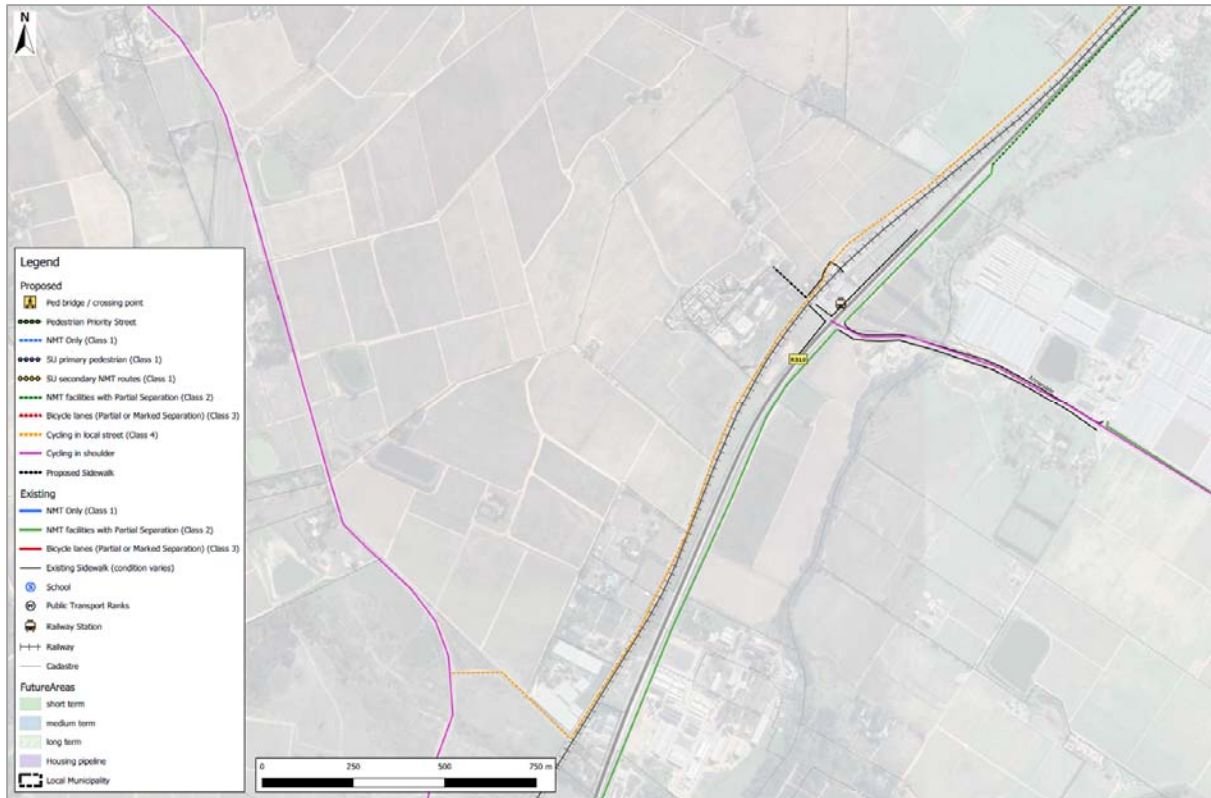 N
Legend
Proposed
Ped bridge / crossing point
Pedestrian Priority Street
NMT Only (Class 1)
SU primary pedestrian (Class 1)
SU secondary NMT routes (Class 1)
NMT facilities with Partial Separation (Class 2)
Bicycle lanes (Partial or Marked Separation) (Class 3)
Cycling in local street (Class 4)
Cycling in shoulder
Proposed Sidewalk
Existing
NMT Only (Class 1)
NMT facilities with Partial Separation (Class 2)
Bicycle lanes (Partial or Marked Separation) (Class 3)
Existing Sidewalk (condition varies)
School
Public Transport Ranks
Railway Station
Railway
Cadastre
FutureAreas
short term
medium term
long term
Housing pipeline
Local Municipality
R310
0 250 500 750 m